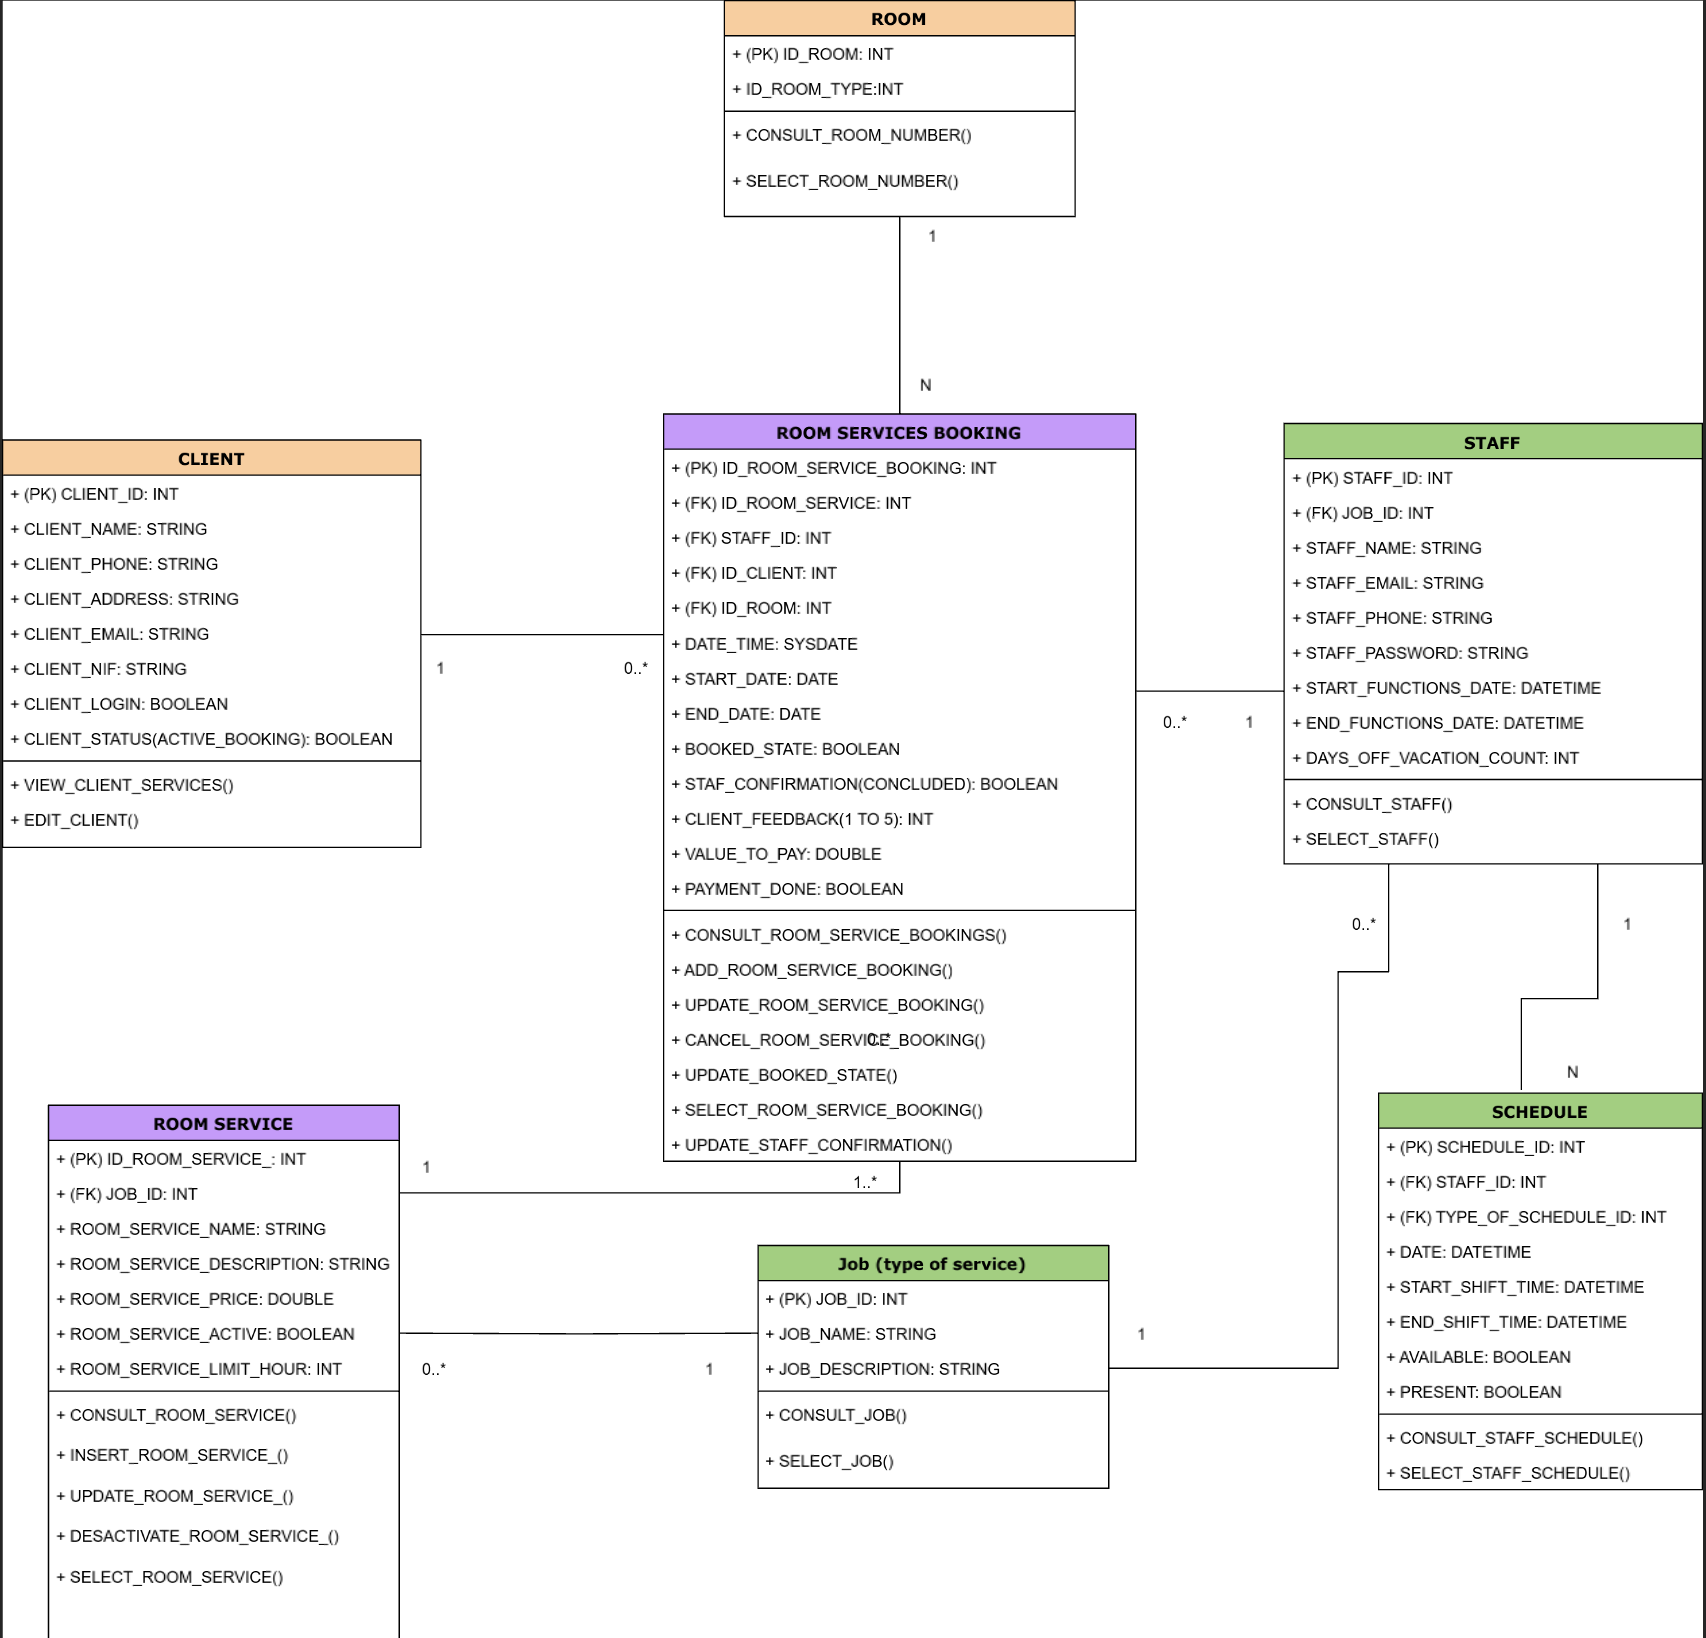 ROOM
+ (PK) ID_ROOM: INT
+ ID_ROOM_TYPE:INT
+ CONSULT_ROOM_NUMBER()
+ SELECT_ROOM_NUMBER()
1
N
CLIENT
+ (PK) CLIENT_ID: INT
+ CLIENT_NAME: STRING
+ CLIENT_PHONE: STRING
+ CLIENT_ADDRESS: STRING
+ CLIENT_EMAIL: STRING
+ CLIENT_NIF: STRING
+ CLIENT_LOGIN: BOOLEAN
+ CLIENT_STATUS(ACTIVE_BOOKING): BOOLEAN
+ VIEW_CLIENT_SERVICES()
+ EDIT_CLIENT()
1
0..*
ROOM SERVICES BOOKING
+ (PK) ID_ROOM_SERVICE_BOOKING: INT
+ (FK) ID_ROOM_SERVICE: INT
+ (FK) STAFF_ID: INT
+ (FK) ID_CLIENT: INT
+ (FK) ID_ROOM: INT
+ DATE_TIME: SYSDATE
+ START_DATE: DATE
+ END_DATE: DATE
+ BOOKED_STATE: BOOLEAN
+ STAF_CONFIRMATION(CONCLUDED): BOOLEAN
+ CLIENT_FEEDBACK(1 TO 5): INT
+ VALUE_TO_PAY: DOUBLE
+ PAYMENT_DONE: BOOLEAN
+ CONSULT_ROOM_SERVICE_BOOKINGS()
+ ADD_ROOM_SERVICE_BOOKING()
+ UPDATE_ROOM_SERVICE_BOOKING()
+ CANCEL_ROOM_SERVICE_BOOKING()
0..*
+ UPDATE_BOOKED_STATE()
+ SELECT_ROOM_SERVICE_BOOKING()
+ UPDATE_STAFF_CONFIRMATION()
0..*
1
STAFF
+ (PK) STAFF_ID: INT
+ (FK) JOB_ID: INT
+ STAFF_NAME: STRING
+ STAFF_EMAIL: STRING
+ STAFF_PHONE: STRING
+ STAFF_PASSWORD: STRING
+ START_FUNCTIONS_DATE: DATETIME
+ END_FUNCTIONS_DATE: DATETIME
+ DAYS_OFF_VACATION_COUNT: INT
+ CONSULT_STAFF()
+ SELECT_STAFF()
0..*
1
N
ROOM SERVICE
+ (PK) ID_ROOM_SERVICE_: INT
+ (FK) JOB_ID: INT
+ ROOM_SERVICE_NAME: STRING
+ ROOM_SERVICE_DESCRIPTION: STRING
+ ROOM_SERVICE_PRICE: DOUBLE
+ ROOM_SERVICE_ACTIVE: BOOLEAN
+ ROOM_SERVICE_LIMIT_HOUR: INT
+ CONSULT_ROOM_SERVICE()
+ INSERT_ROOM_SERVICE_()
+ UPDATE_ROOM_SERVICE_()
+ DESACTIVATE_ROOM_SERVICE_()
+ SELECT_ROOM_SERVICE()
1
1..*
0..*
1
Job (type of service)
+ (PK) JOB_ID: INT
+ JOB_NAME: STRING
+ JOB_DESCRIPTION: STRING
+ CONSULT_JOB()
+ SELECT_JOB()
1
SCHEDULE
+ (PK) SCHEDULE_ID: INT
+ (FK) STAFF_ID: INT
+ (FK) TYPE_OF_SCHEDULE_ID: INT
+ DATE: DATETIME
+ START_SHIFT_TIME: DATETIME
+ END_SHIFT_TIME: DATETIME
+ AVAILABLE: BOOLEAN
+ PRESENT: BOOLEAN
+ CONSULT_STAFF_SCHEDULE()
+ SELECT_STAFF_SCHEDULE()